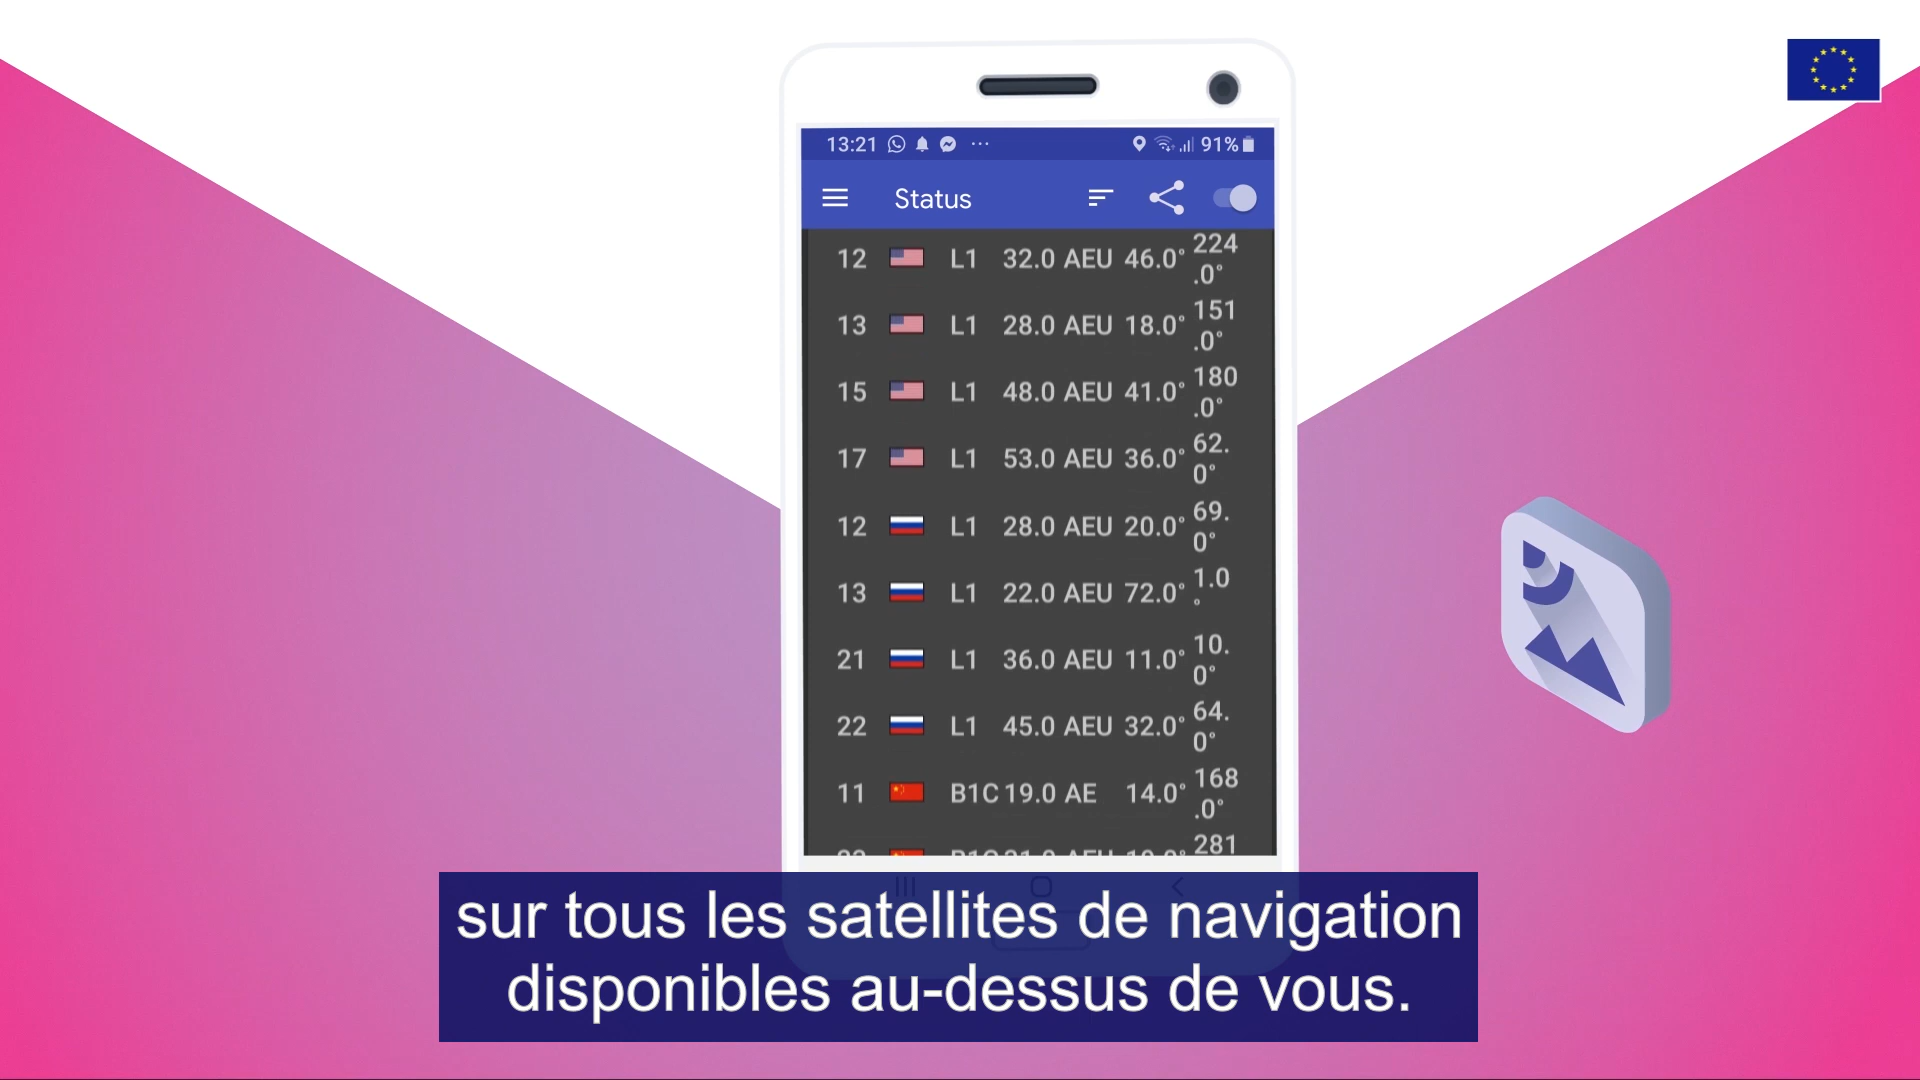 13:21 ... 91%
Status
12 L1 32.0 AEU 46.0° 224.0°
13 L1 28.0 AEU 18.0° 151.0°
15 L1 48.0 AEU 41.0° 180.0°
17 L1 53.0 AEU 36.0° 62.0°
12 L1 28.0 AEU 20.0° 69.0°
13 L1 22.0 AEU 72.0° 1.0°
21 L1 36.0 AEU 11.0° 10.0°
22 L1 45.0 AEU 32.0° 64.0°
11 B1C 19.0 AE 14.0° 168.0°
281
sur tous les satellites de navigation
disponibles au-dessus de vous.